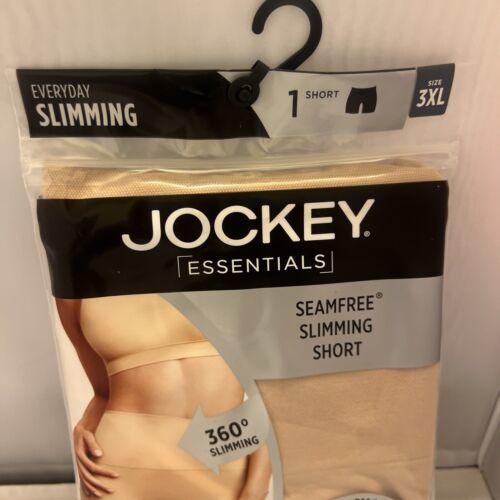 EVERYDAY
SLIMMING
1 SHORT
SIZE
3XL
JOCKEY®
ESSENTIALS
SEAMFREE®
SLIMMING
SHORT
360°
SLIMMING